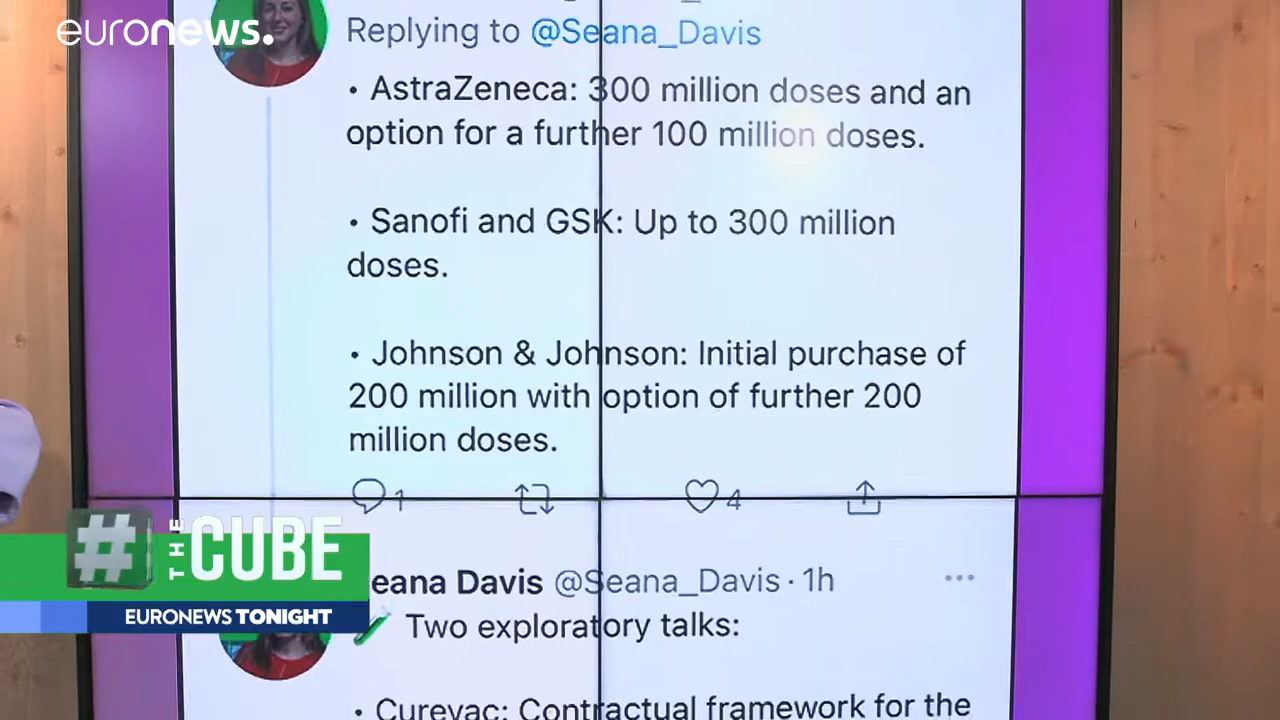 euronews.
Replying to @Seana_Davis
• AstraZeneca: 300 million doses and an
option for a further 100 million doses.
• Sanofi and GSK: Up to 300 million
doses.
• Johnson & Johnson: Initial purchase of
200 million with option of further 200
million doses.
1 4
# THE CUBE
EURONEWS TONIGHT
eana Davis @Seana_Davis · 1h
Two exploratory talks:
• Curevac: Contractual framework for the